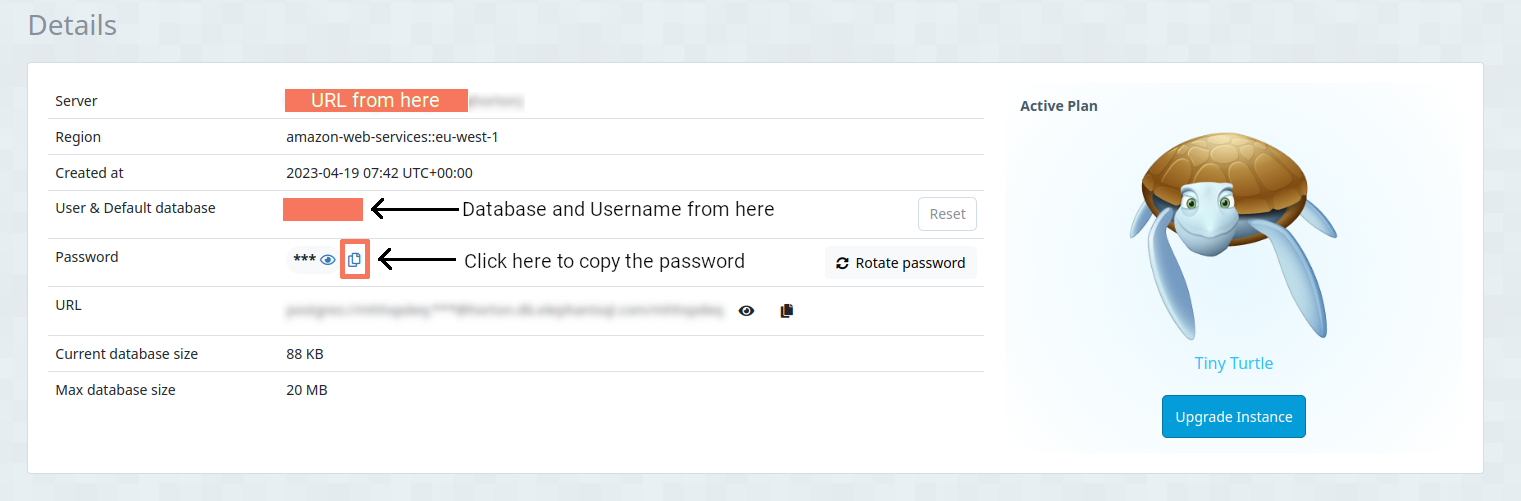 Details
Server URL from here
Active Plan
Region amazon-web-services::eu-west-1
Created at 2023-04-19 07:42 UTC+00:00
User & Default database Database and Username from here Reset
Password *** Click here to copy the password Rotate password
URL
Current database size 88 KB
Tiny Turtle
Max database size 20 MB
Upgrade Instance